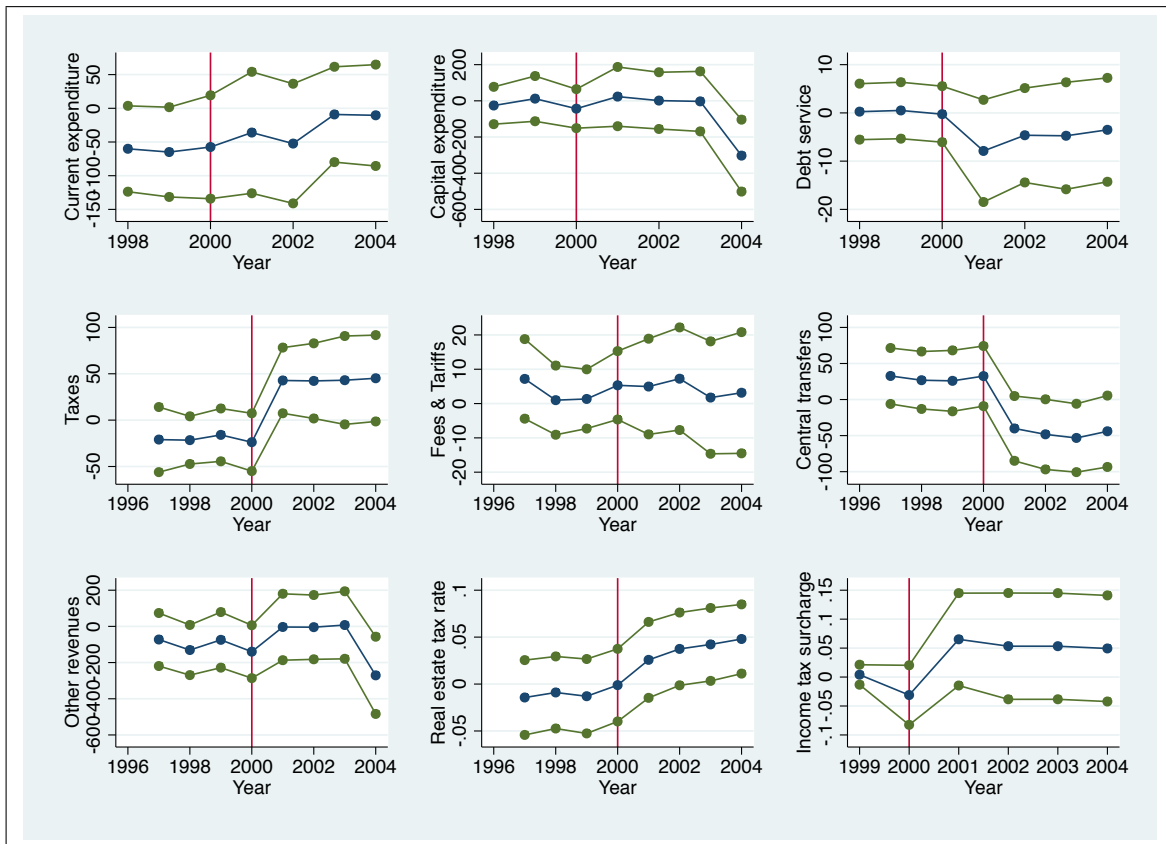 Current expenditure
50
0
-50
-100
-150
1998 2000 2002 2004
Year
Capital expenditure
200
0
-200
-400
-600
1998 2000 2002 2004
Year
Debt service
10
0
-10
-20
1998 2000 2002 2004
Year
Taxes
100
50
0
-50
1996 1998 2000 2002 2004
Year
Fees & Tariffs
20
10
0
-10
-20
1996 1998 2000 2002 2004
Year
Central transfers
100
50
0
-50
-100
1996 1998 2000 2002 2004
Year
Other revenues
200
0
-200
-400
-600
1996 1998 2000 2002 2004
Year
Real estate tax rate
.1
.05
0
-.05
1996 1998 2000 2002 2004
Year
Income tax surcharge
.15
.1
.05
0
-.05
-.1
1999 2000 2001 2002 2003 2004
Year